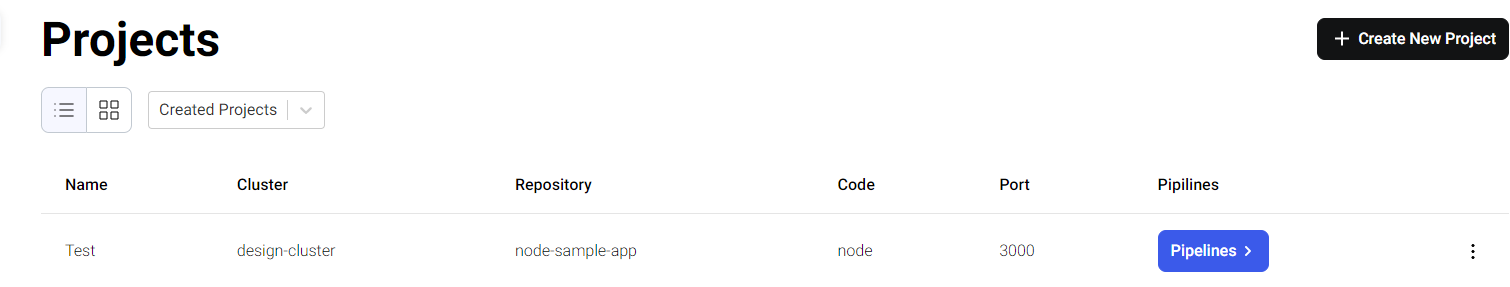 Projects
+ Create New Project
Created Projects
Name Cluster Repository Code Port Pipilines
Test design-cluster node-sample-app node 3000 Pipelines >